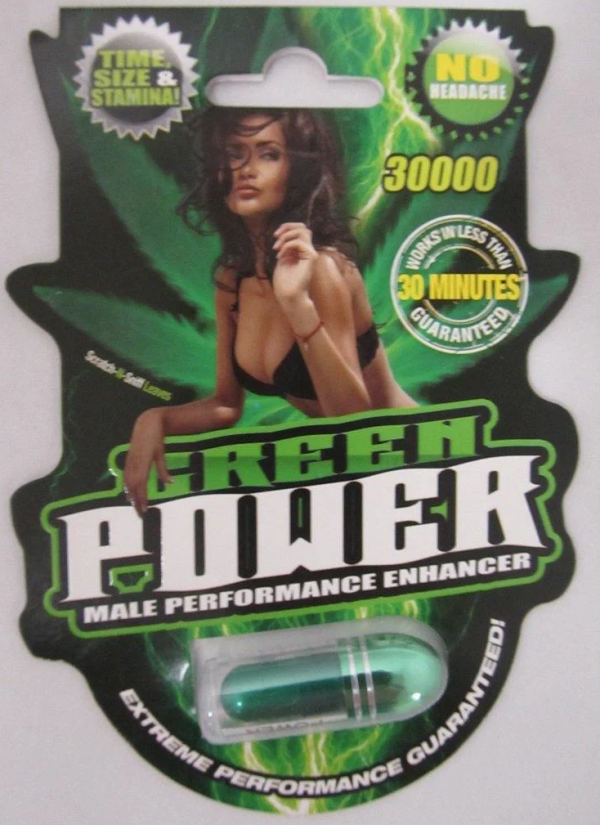 TIME,
SIZE &
STAMINA!
NO
HEADACHE
30000
WORKS IN LESS THAN
30 MINUTES
GUARANTEED
Scratch-N-Sniff Leaves
GREEN
POWER
MALE PERFORMANCE ENHANCER
EXTREME PERFORMANCE GUARANTEED!